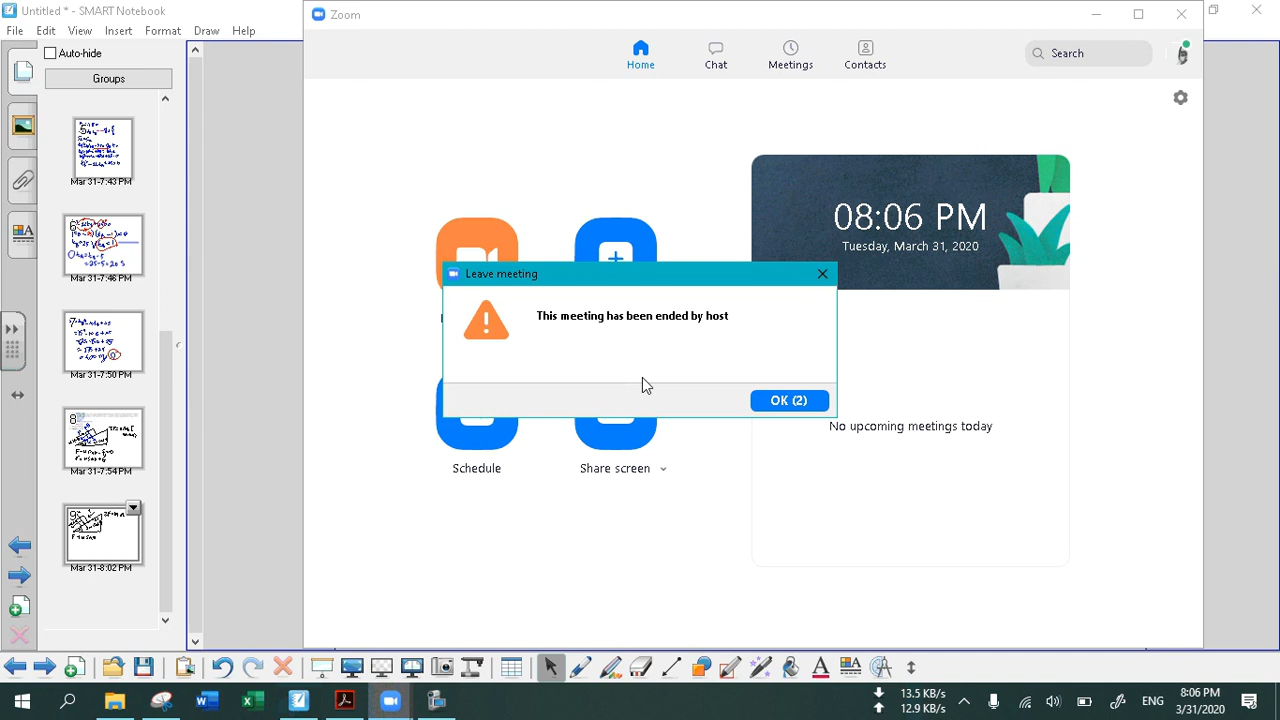 Untitled * - SMART Notebook
File Edit View Insert Format Draw Help
Auto-hide
Groups
Mar 31-7:43 PM
Mar 31-7:46 PM
Mar 31-7:50 PM
Mar 31-7:54 PM
Mar 31-8:02 PM
Zoom
Home
Chat
Meetings
Contacts
Search
08:06 PM
Tuesday, March 31, 2020
Leave meeting
This meeting has been ended by host
OK (2)
No upcoming meetings today
Schedule
Share screen
13.5 KB/s
12.9 KB/s
ENG
8:06 PM
3/31/2020